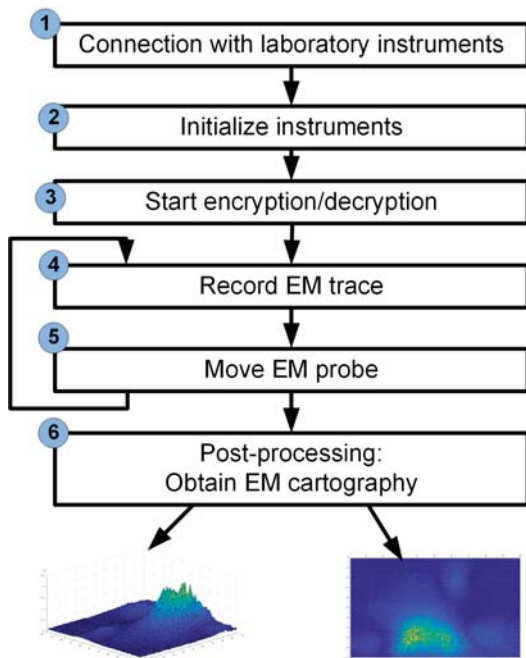 1
Connection with laboratory instruments
2
Initialize instruments
3
Start encryption/decryption
4
Record EM trace
5
Move EM probe
6
Post-processing:
Obtain EM cartography